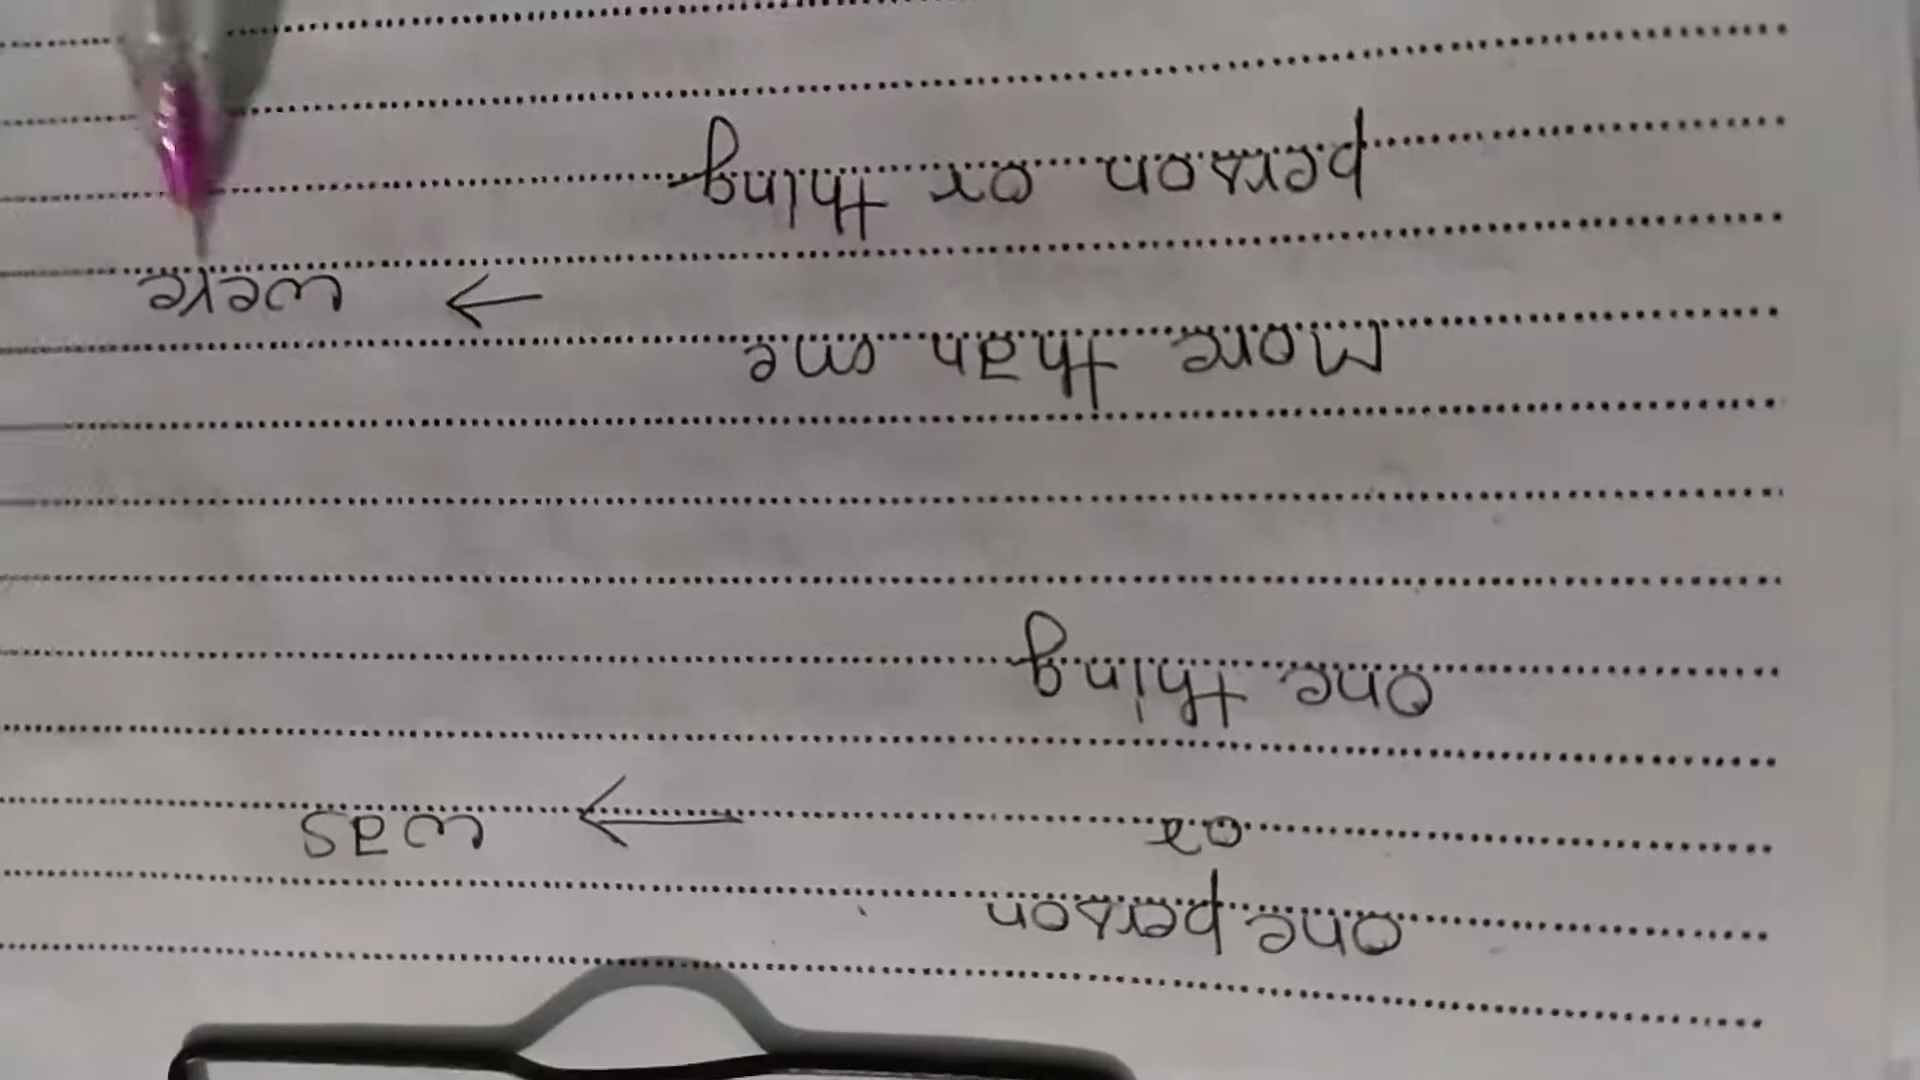 one person
or → was
one thing
More than one → were
person or thing